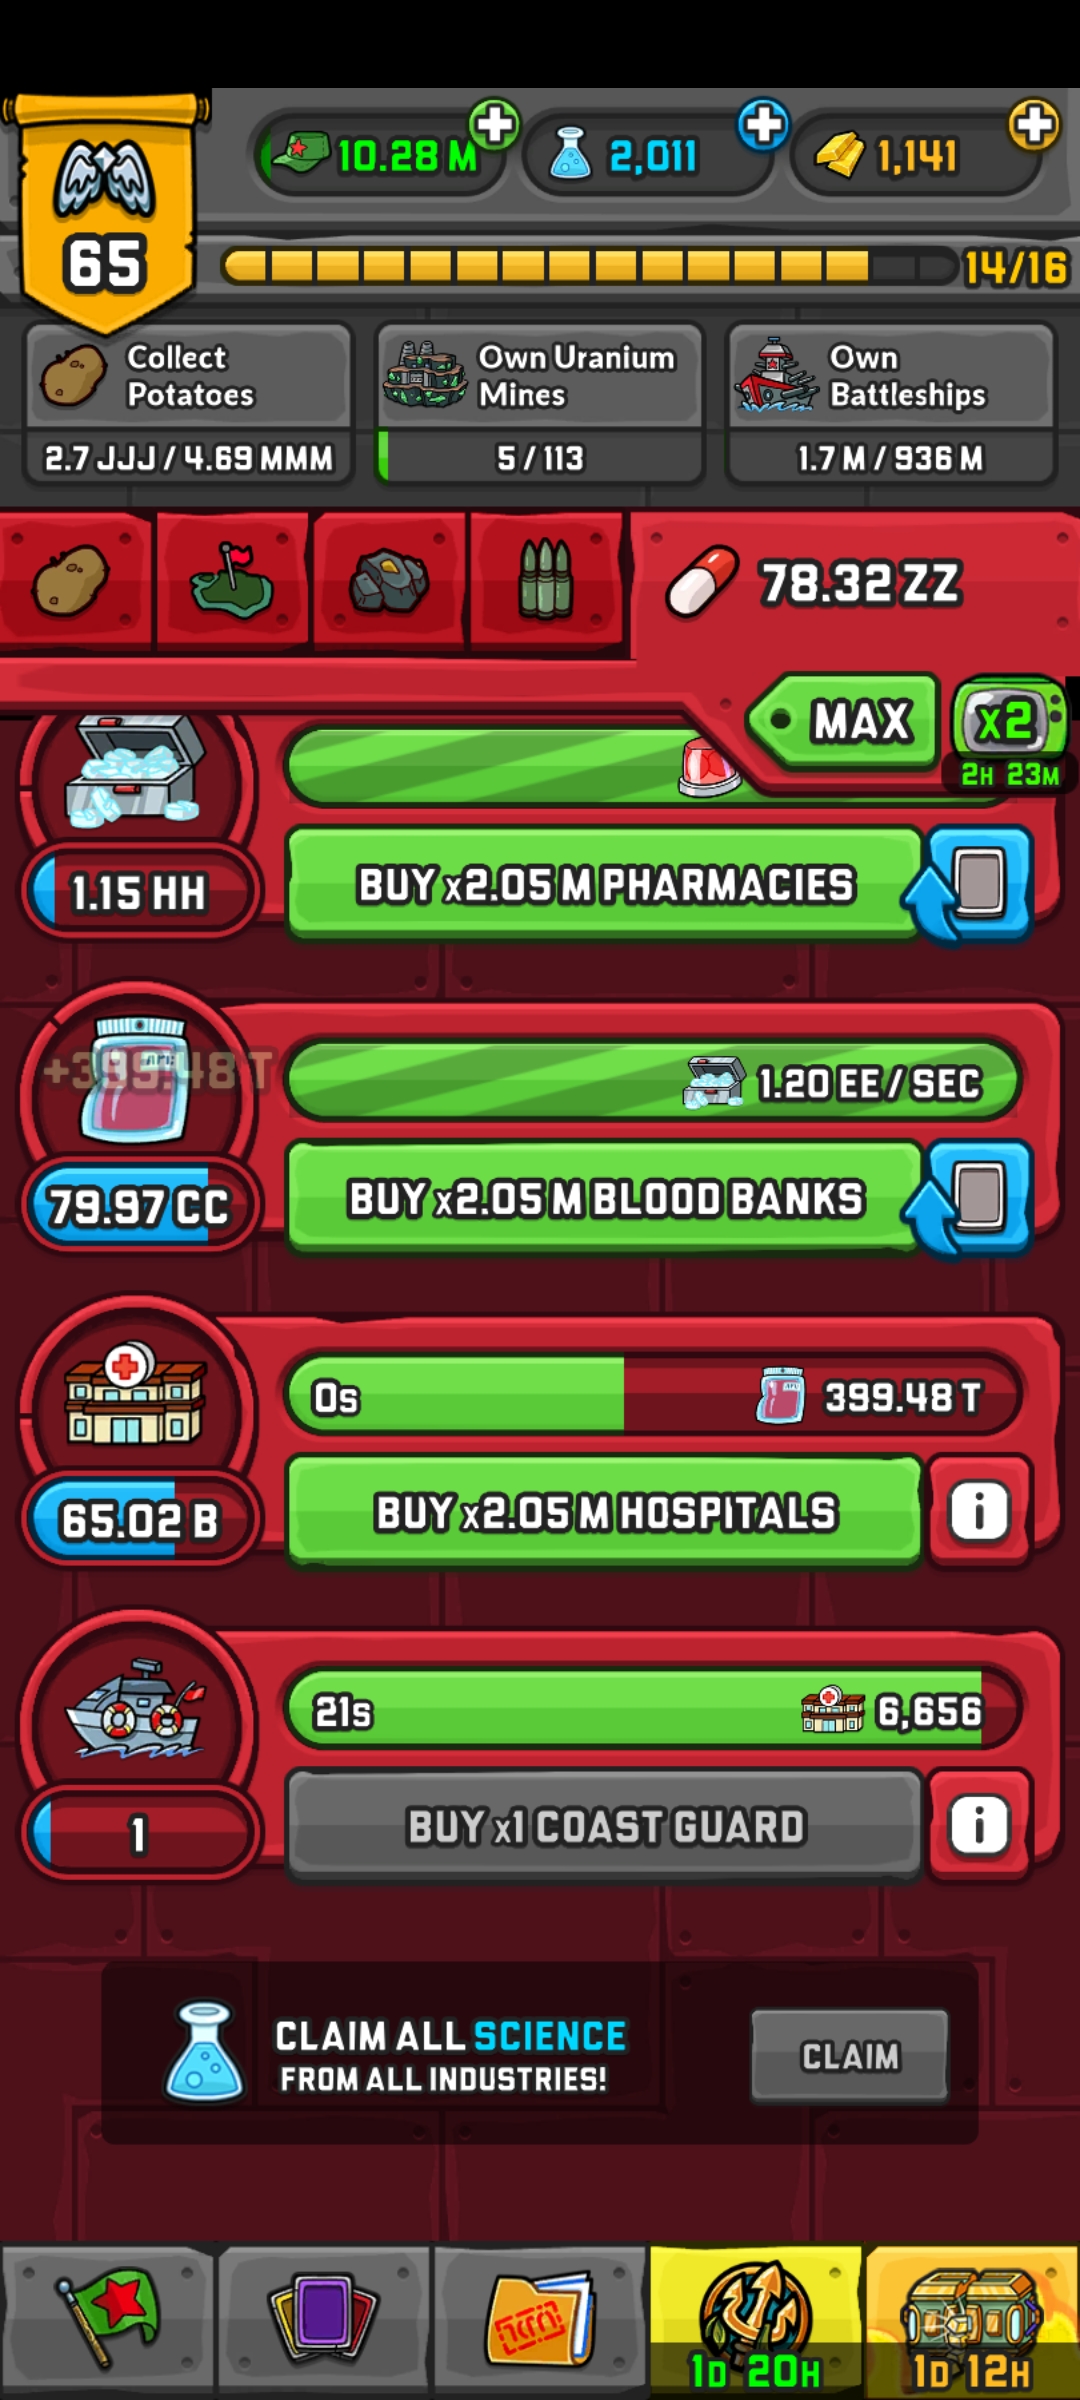 10.28 M
2,011
1,141
65
14/16
Collect
Potatoes
2.7 JJJ / 4.69 MMM
Own Uranium
Mines
5 / 113
Own
Battleships
1.7 M / 936 M
78.32 ZZ
MAX
x2
2H 23M
1.15 HH
BUY x2.05 M PHARMACIES
+399.48 T
1.20 EE / SEC
79.97 CC
BUY x2.05 M BLOOD BANKS
0s
399.48 T
65.02 B
BUY x2.05 M HOSPITALS
i
21s
6,656
1
BUY x1 COAST GUARD
i
CLAIM ALL SCIENCE
FROM ALL INDUSTRIES!
CLAIM
1D 20H
1D 12H